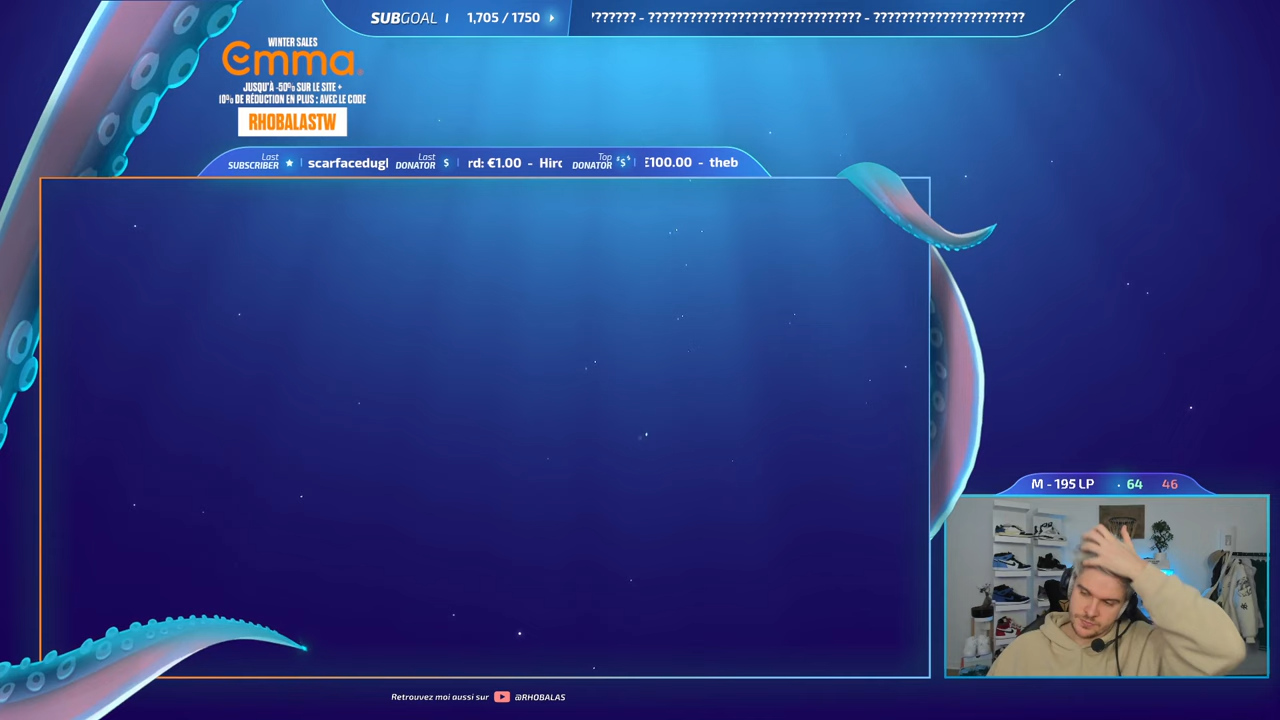 SUBGOAL 1,705 / 1750 '?????? - ?????????????????????????????? - ?????????????????????
WINTER SALES
emma
JUSQU'À -50% SUR LE SITE +
10% DE RÉDUCTION EN PLUS : AVEC LE CODE
RHOBALASTW
Last SUBSCRIBER scarfacedugl Last DONATOR $ rd: €1.00 - Hiro Top DONATOR $ €100.00 - theb
M - 195 LP 64 46
Retrouvez moi aussi sur @RHOBALAS